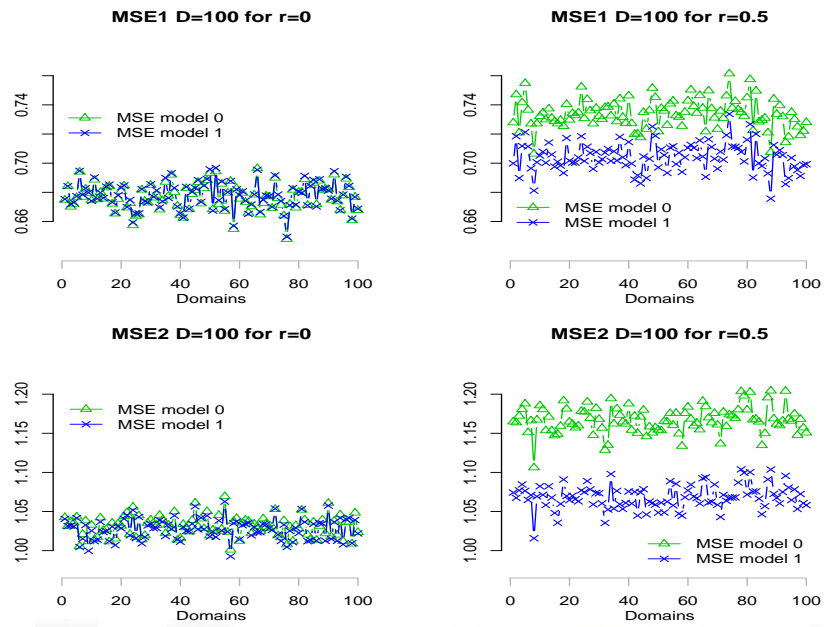 MSE1 D=100 for r=0
0.74
0.70
0.66
MSE model 0
MSE model 1
0 20 40 60 80 100
Domains
MSE1 D=100 for r=0.5
0.74
0.70
0.66
MSE model 0
MSE model 1
0 20 40 60 80 100
Domains
MSE2 D=100 for r=0
1.20
1.15
1.10
1.05
1.00
MSE model 0
MSE model 1
0 20 40 60 80 100
Domains
MSE2 D=100 for r=0.5
1.20
1.15
1.10
1.05
1.00
MSE model 0
MSE model 1
0 20 40 60 80 100
Domains